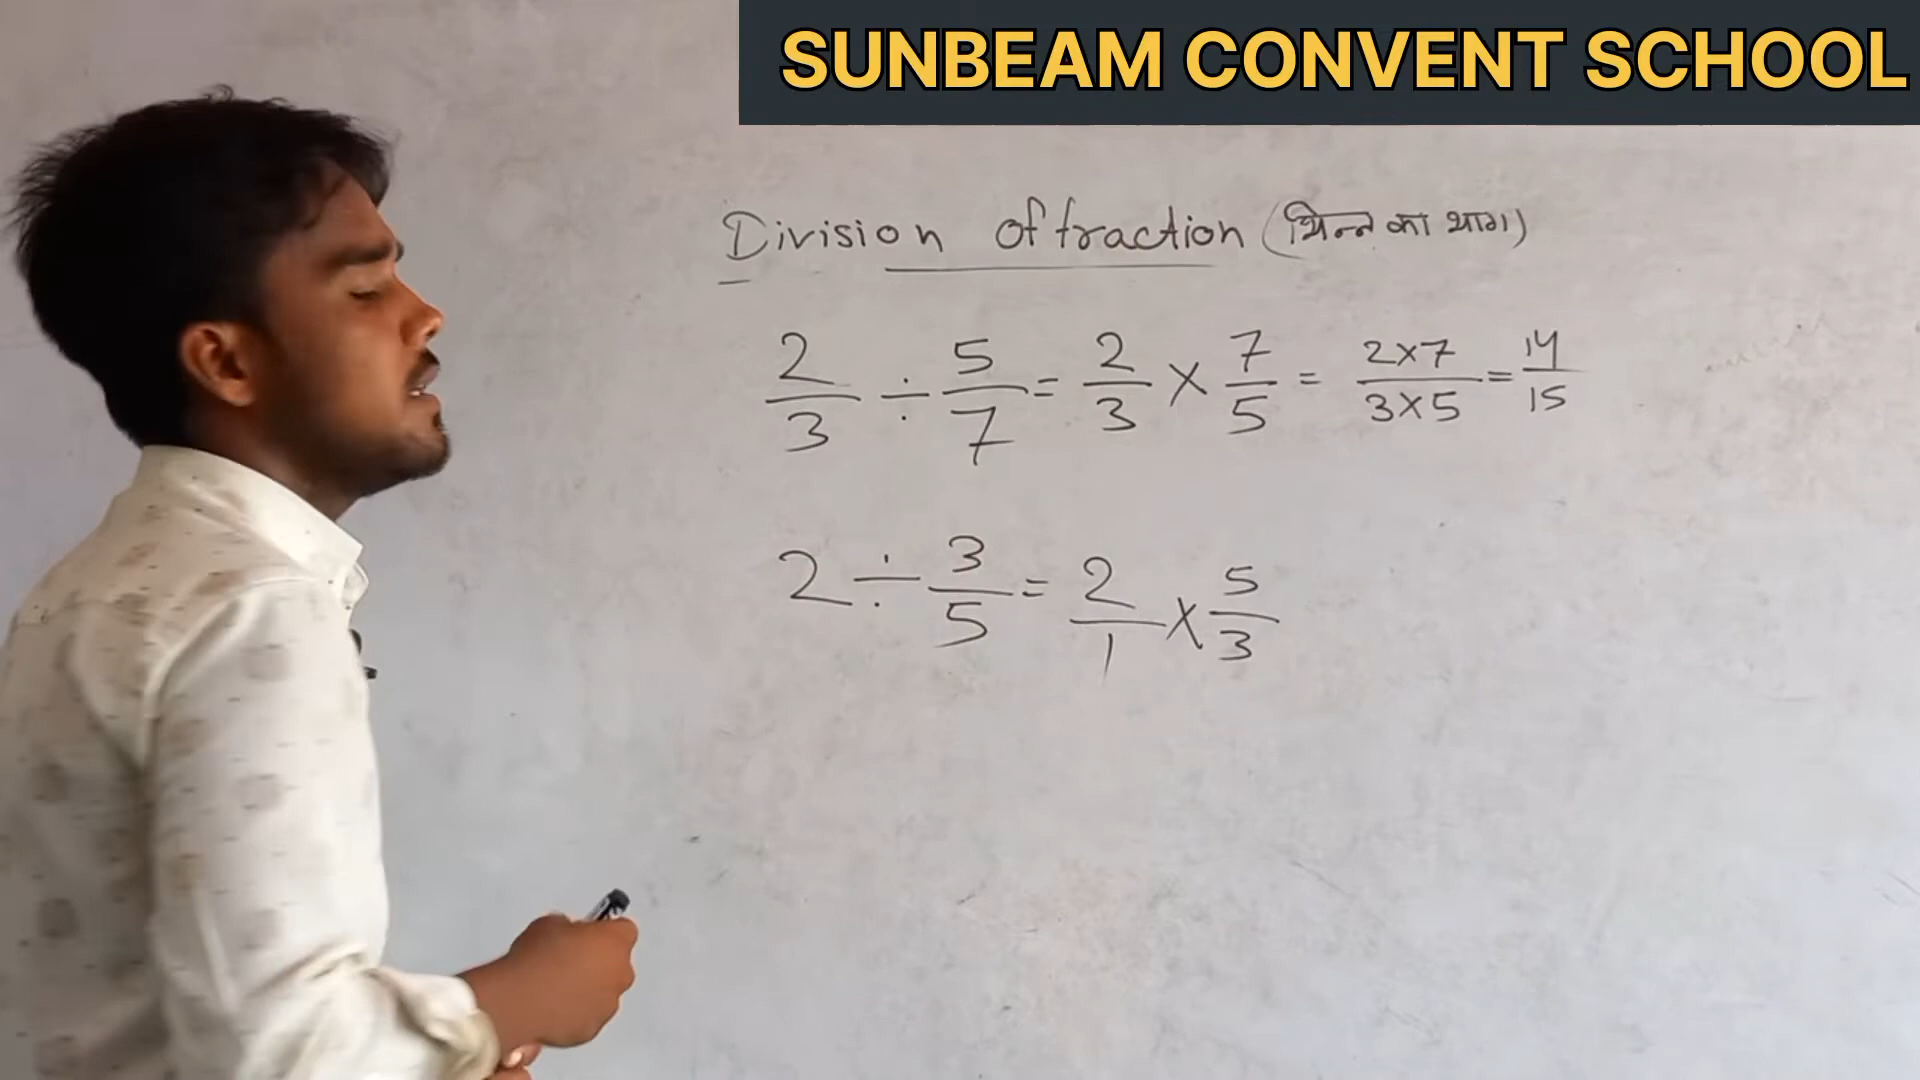 SUNBEAM CONVENT SCHOOL
Division of fraction (भिन्न का भाग)
2/3 ÷ 5/7 = 2/3 × 7/5 = 2×7/3×5 = 14/15
2 ÷ 3/5 = 2/1 × 5/3